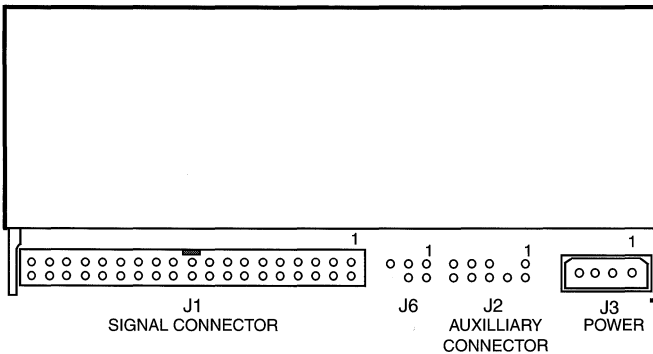 1
1
1
1
J1
SIGNAL CONNECTOR
J6
J2
AUXILLIARY
CONNECTOR
J3
POWER